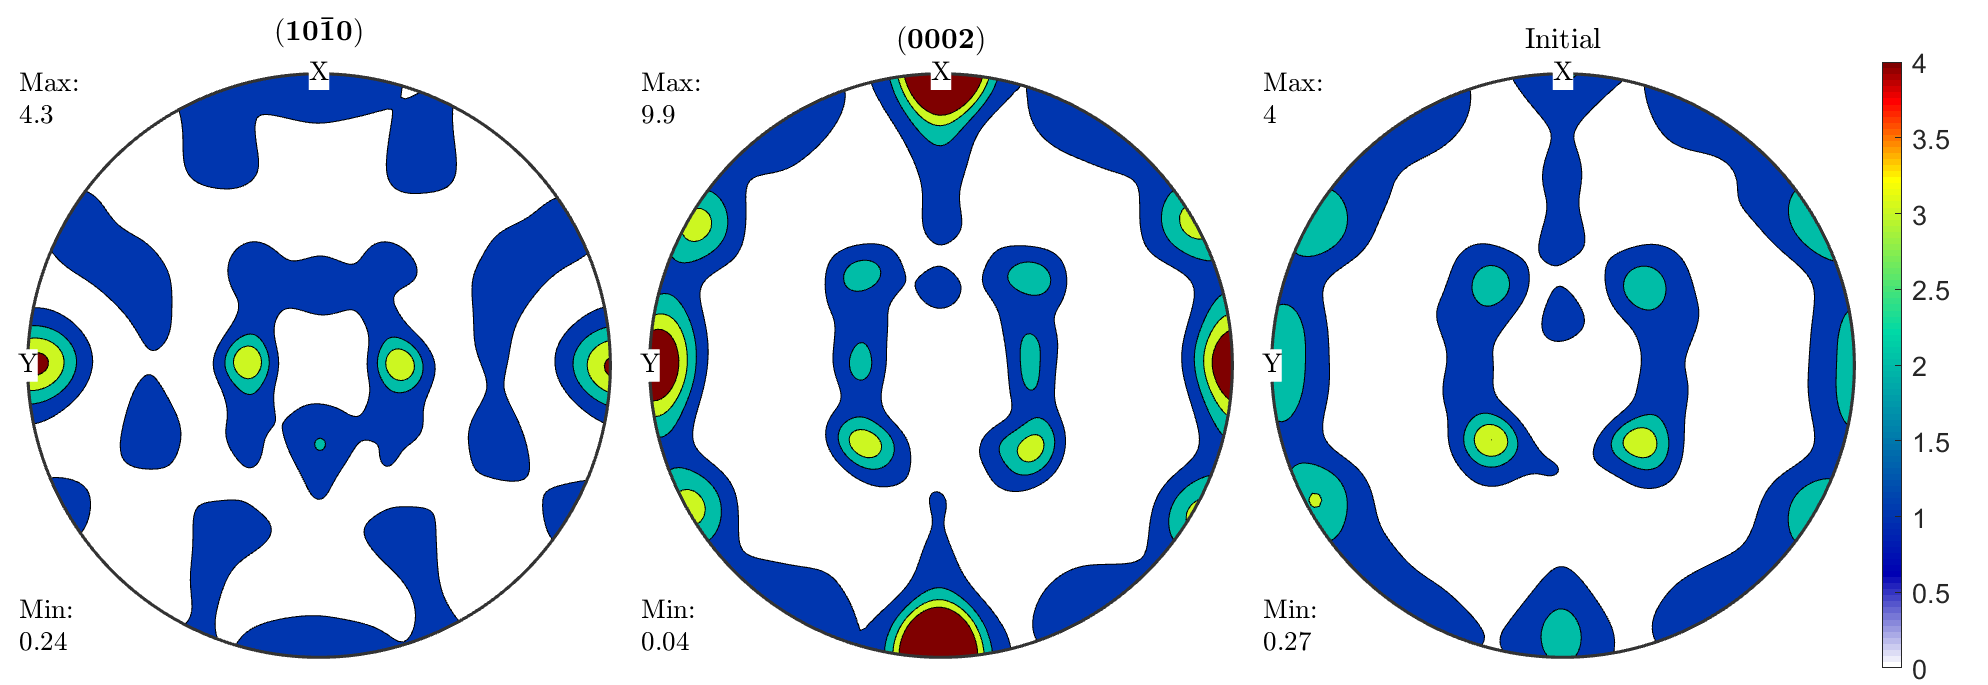 (101̄0)
X
Max:
4.3
Y
Min:
0.24
(0002)
X
Max:
9.9
Y
Min:
0.04
Initial
X
Max:
4
Y
Min:
0.27
4
3.5
3
2.5
2
1.5
1
0.5
0